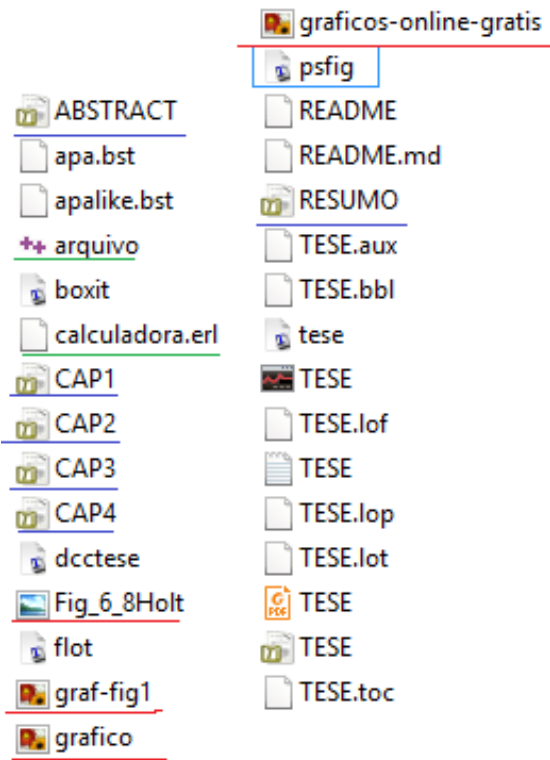 ABSTRACT
apa.bst
apalike.bst
arquivo
boxit
calculadora.erl
CAP1
CAP2
CAP3
CAP4
dcctese
Fig_6_8Holt
flot
graf-fig1
grafico
graficos-online-gratis
psfig
README
README.md
RESUMO
TESE.aux
TESE.bbl
tese
TESE
TESE.lof
TESE
TESE.lop
TESE.lot
TESE
TESE
TESE.toc